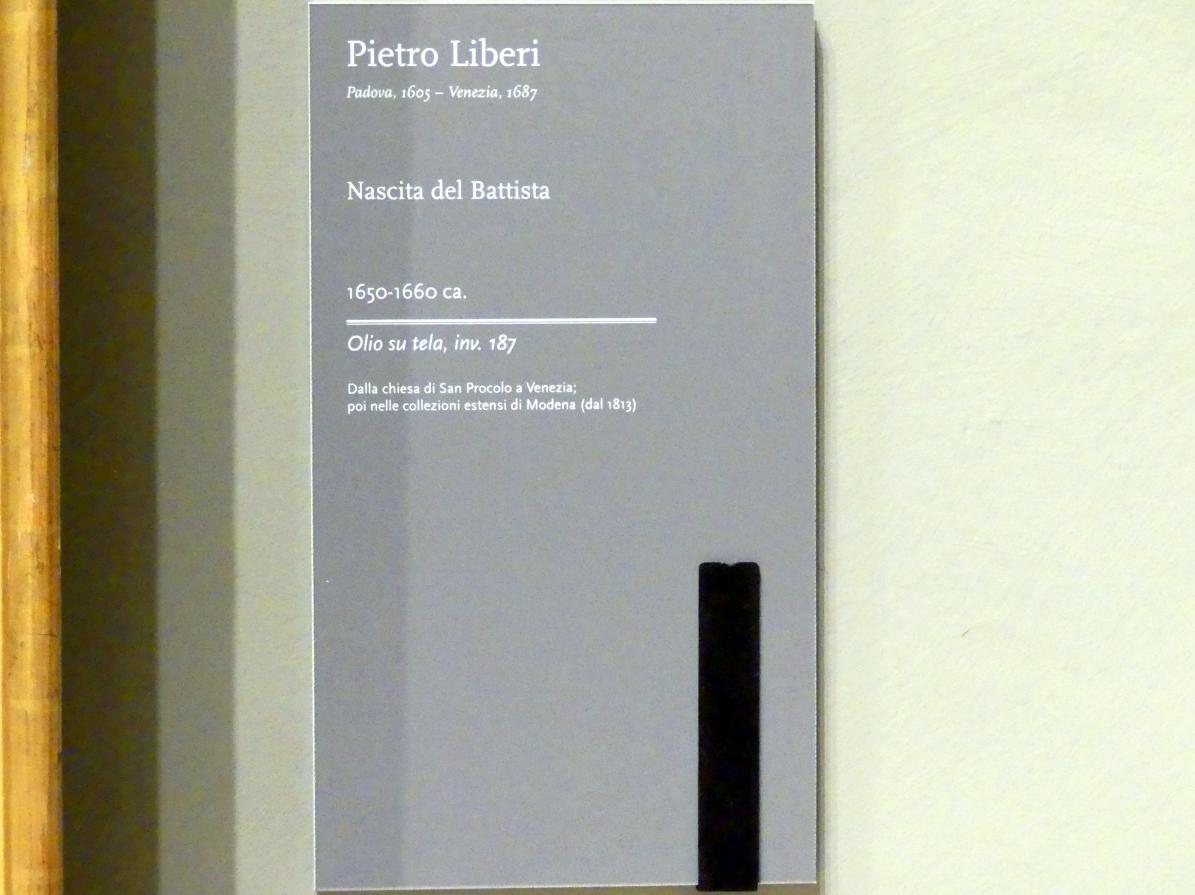 Pietro Liberi
Padova, 1605 – Venezia, 1687
Nascita del Battista
1650-1660 ca.
Olio su tela, inv. 187
Dalla chiesa di San Procolo a Venezia;
poi nelle collezioni estensi di Modena (dal 1813)